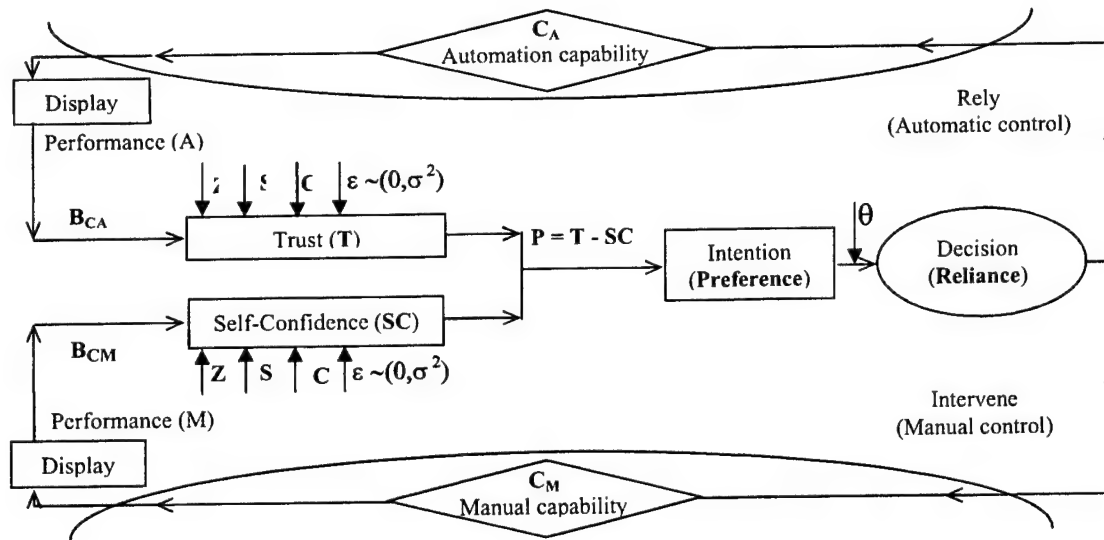 C_A
Automation capability
Display
Rely
(Automatic control)
Performance (A)
ε ~(0,σ²)
B_CA
Trust (T)
P = T - SC
θ
Intention
(Preference)
Decision
(Reliance)
Self-Confidence (SC)
B_CM
Z S C ε ~(0,σ²)
Performance (M)
Intervene
(Manual control)
Display
C_M
Manual capability